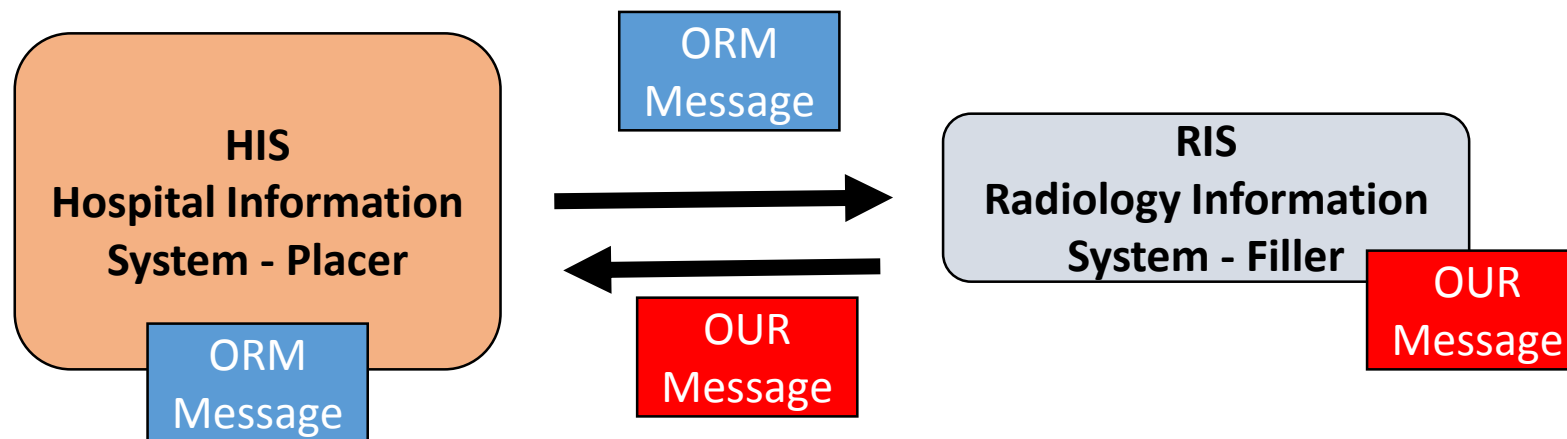 ORM
Message
HIS
Hospital Information
System - Placer
RIS
Radiology Information
System - Filler
ORM
Message
OUR
Message
OUR
Message